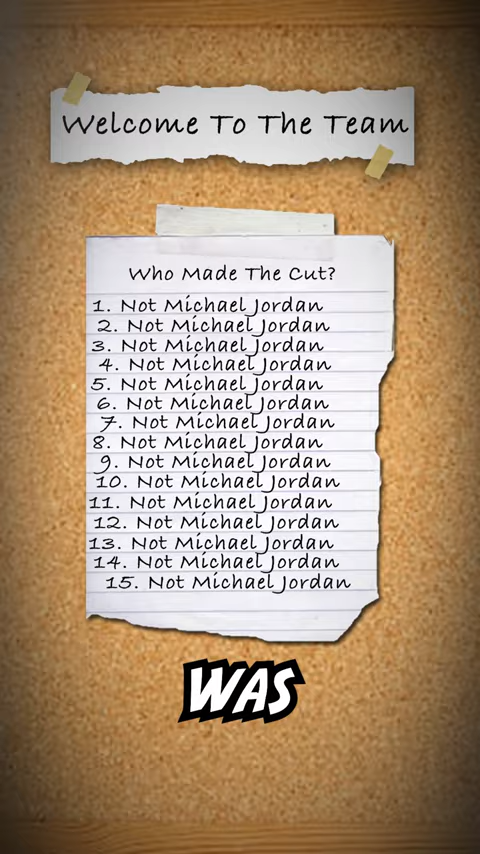 Welcome To The Team
Who Made The Cut?
1. Not Michael Jordan
2. Not Michael Jordan
3. Not Michael Jordan
4. Not Michael Jordan
5. Not Michael Jordan
6. Not Michael Jordan
7. Not Michael Jordan
8. Not Michael Jordan
9. Not Michael Jordan
10. Not Michael Jordan
11. Not Michael Jordan
12. Not Michael Jordan
13. Not Michael Jordan
14. Not Michael Jordan
15. Not Michael Jordan
WAS